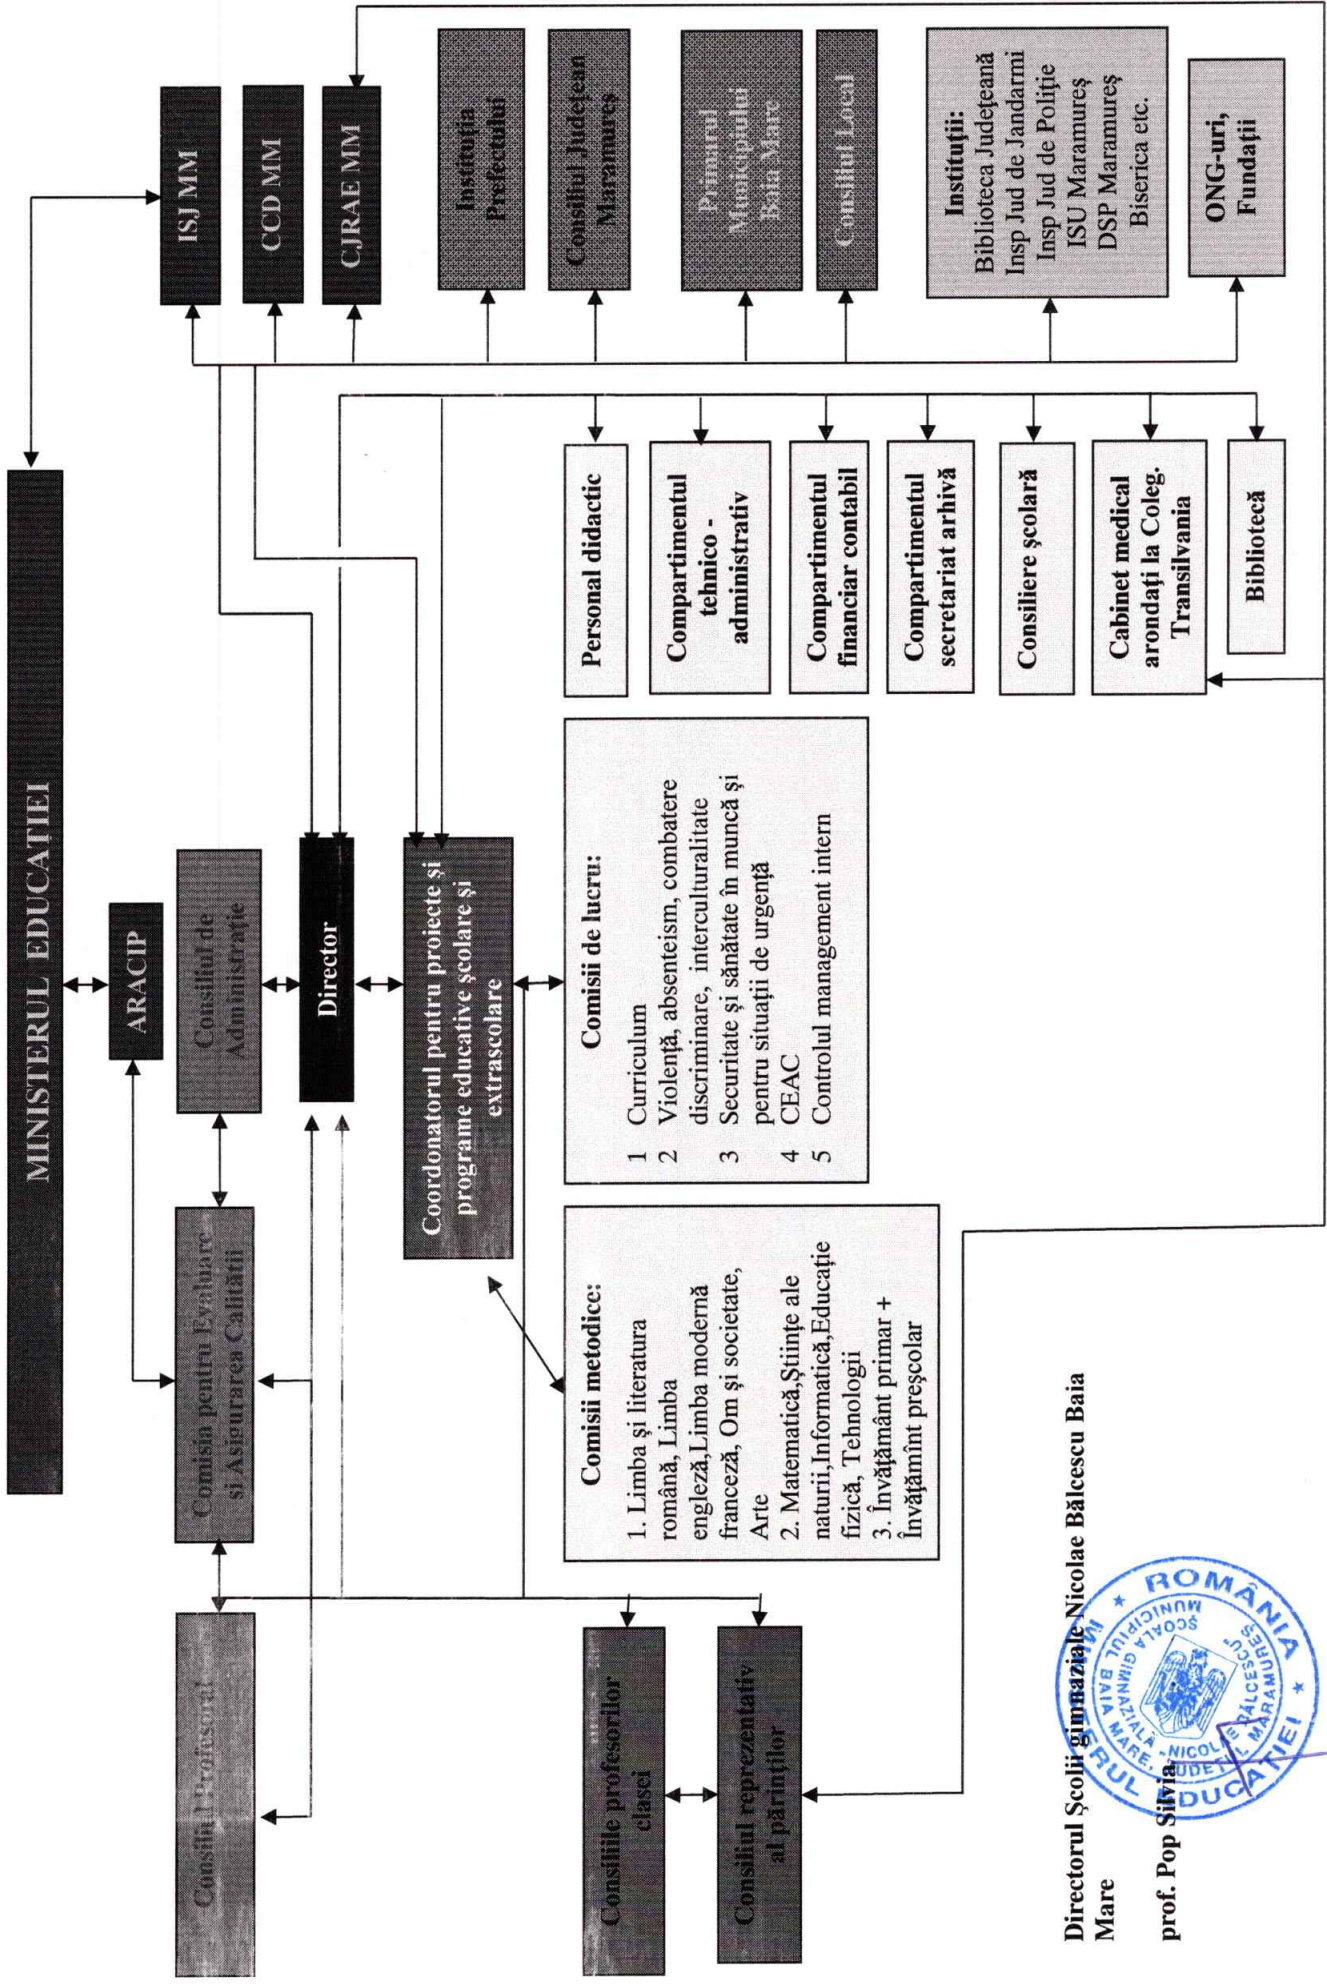 MINISTERUL EDUCATIEI
ARACIP
Consiliul de
Administrație
Comisia pentru Evaluare
si Asigurarea Calității
Consiliul Profesoral
Director
Coordonatorul pentru proiecte și
programe educative școlare și
extrascolare
ISJ MM
CCD MM
CJRAE MM
Instituția
Prefectului
Consiliul Județean
Maramureș
Primarul
Municipiului
Baia Mare
Consiliul Local
Instituții:
Biblioteca Județeană
Insp Jud de Jandarmi
Insp Jud de Poliție
ISU Maramureș
DSP Maramureș
Biserica etc.
ONG-uri,
Fundații
Personal didactic
Compartimentul
tehnico -
administrativ
Compartimentul
financiar contabil
Compartimentul
secretariat arhivă
Consiliere școlară
Cabinet medical
arondați la Coleg.
Transilvania
Bibliotecă
Comisii de lucru:
1 Curriculum
2 Violență, absenteism, combatere
discriminare, interculturalitate
3 Securitate și sănătate în muncă și
pentru situații de urgență
4 CEAC
5 Controlul management intern
Comisii metodice:
1. Limba și literatura
română, Limba
engleză,Limba modernă
franceză, Om și societate,
Arte
2. Matematică,Științe ale
naturii,Informatică,Educație
fizică, Tehnologii
3. Învățământ primar +
Învățămînt preșcolar
Consiliile profesorilor
clasei
Consiliul reprezentativ
al părinților
Directorul Școlii gimnaziale Nicolae Bălcescu Baia
Mare
prof. Pop Silvia
ROMÂNIA * MINISTERUL EDUCAȚIEI *
MUNICIPIUL BAIA MARE, JUDEȚUL MARAMUREȘ
ȘCOALA GIMNAZIALĂ „NICOLAE BĂLCESCU"